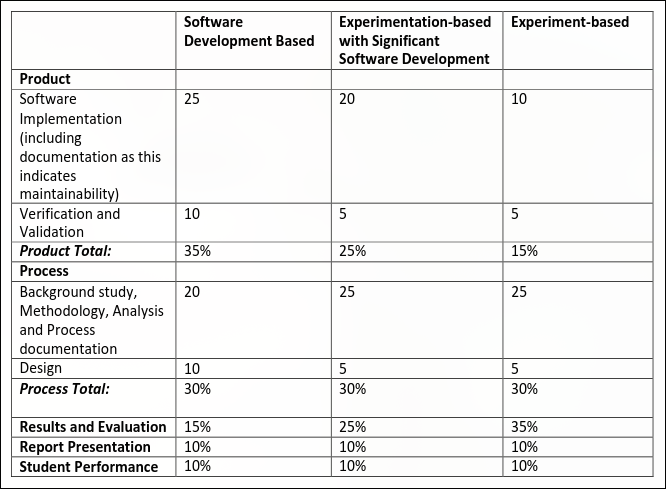 Software Development Based
Experimentation-based with Significant Software Development
Experiment-based
Product
Software Implementation (including documentation as this indicates maintainability)
25
20
10
Verification and Validation
10
5
5
Product Total:
35%
25%
15%
Process
Background study, Methodology, Analysis and Process documentation
20
25
25
Design
10
5
5
Process Total:
30%
30%
30%
Results and Evaluation
15%
25%
35%
Report Presentation
10%
10%
10%
Student Performance
10%
10%
10%